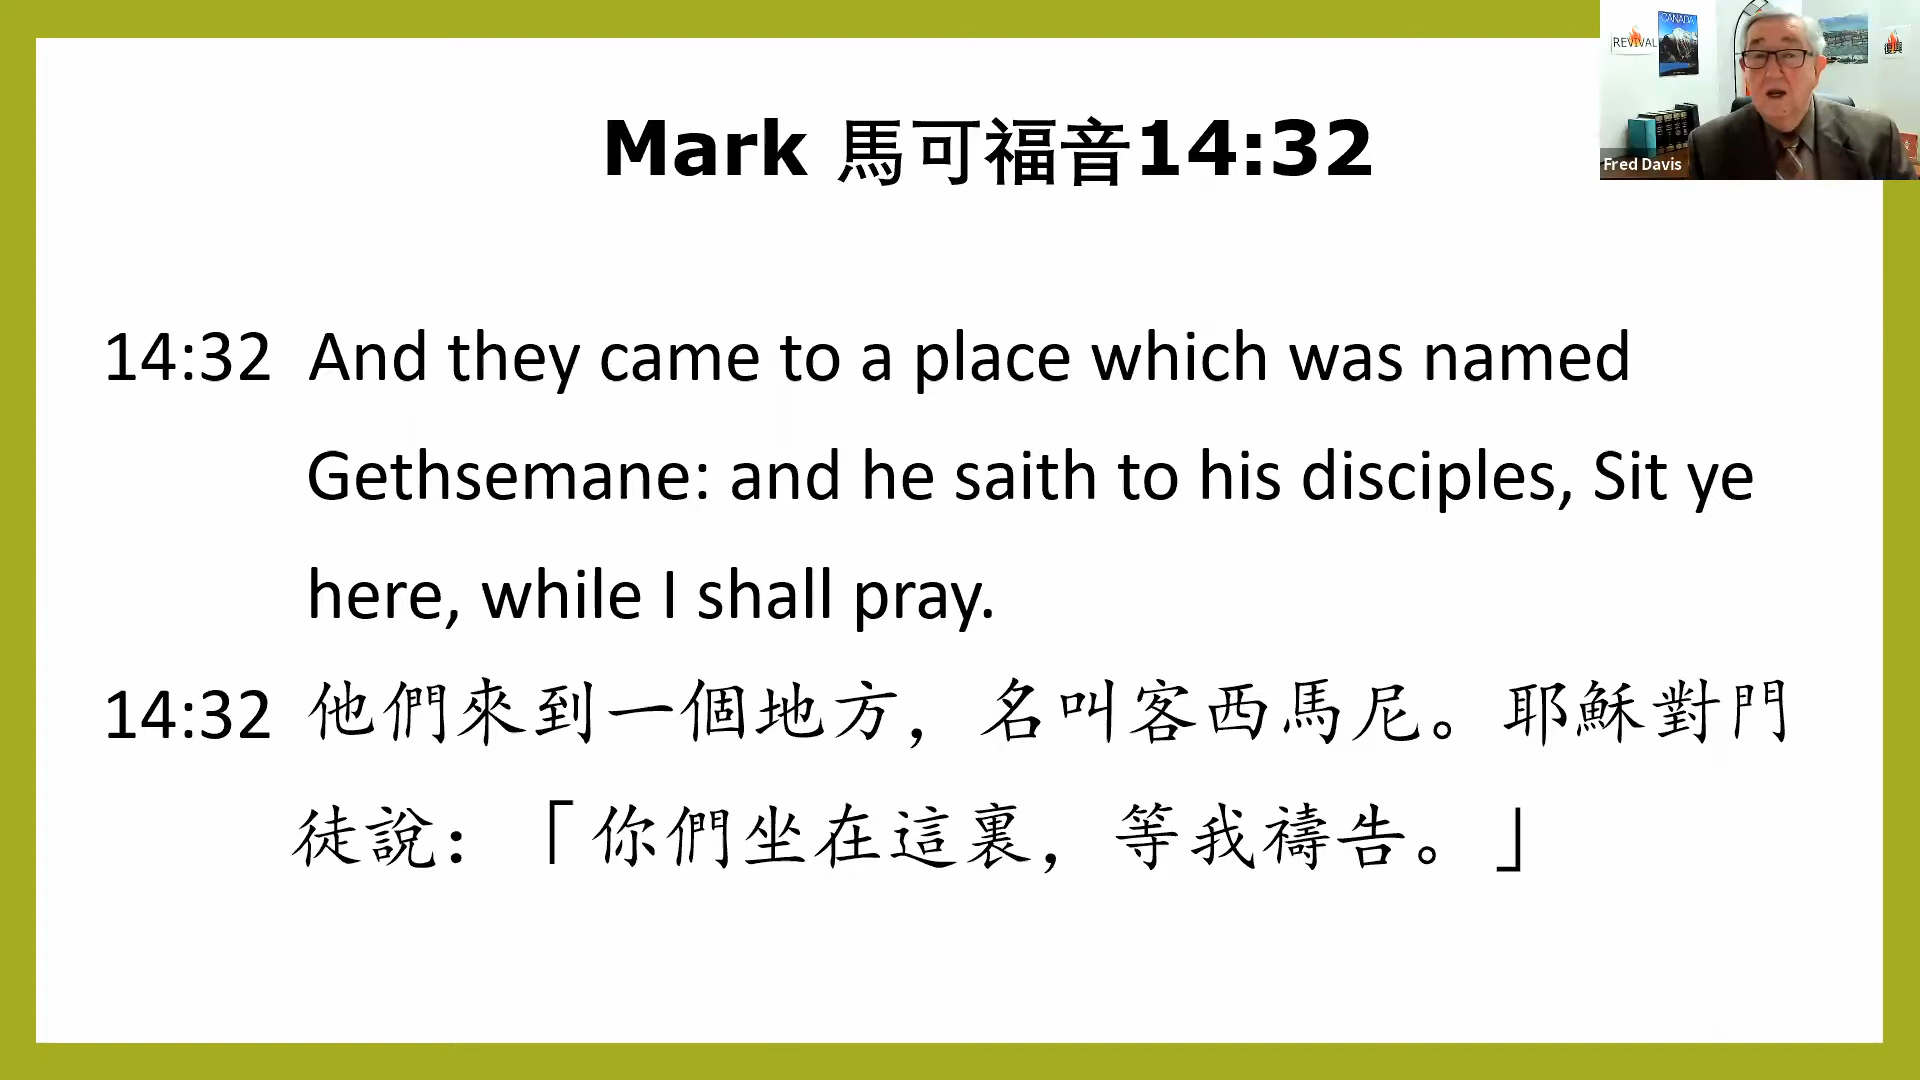 Mark 馬可福音14:32
REVIVAL
CANADA
復興
Fred Davis
14:32 And they came to a place which was named
Gethsemane: and he saith to his disciples, Sit ye
here, while I shall pray.
14:32 他們來到一個地方，名叫客西馬尼。耶穌對門
徒說：「你們坐在這裏，等我禱告。」